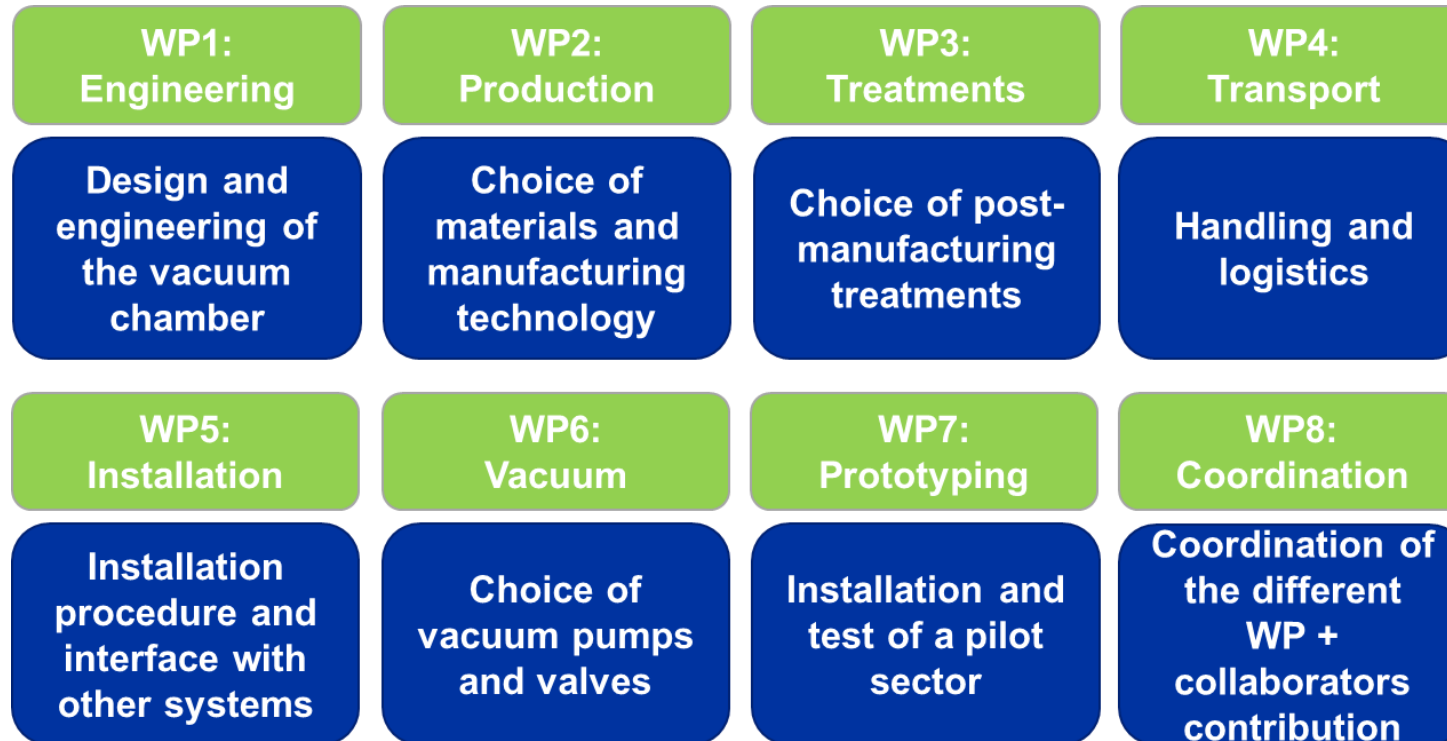 WP1:
Engineering
WP2:
Production
WP3:
Treatments
WP4:
Transport
Design and
engineering of
the vacuum
chamber
Choice of
materials and
manufacturing
technology
Choice of post-
manufacturing
treatments
Handling and
logistics
WP5:
Installation
WP6:
Vacuum
WP7:
Prototyping
WP8:
Coordination
Installation
procedure and
interface with
other systems
Choice of
vacuum pumps
and valves
Installation and
test of a pilot
sector
Coordination of
the different
WP +
collaborators
contribution